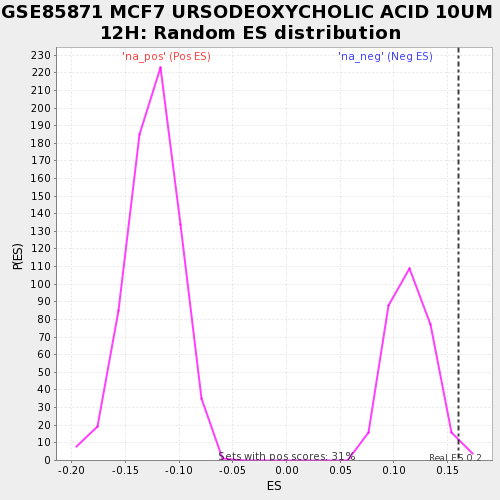 GSE85871 MCF7 URSODEOXYCHOLIC ACID 10UM
12H: Random ES distribution
'na_pos' (Pos ES)
'na_neg' (Neg ES)
230
220
210
200
190
180
170
160
150
140
130
120
110
100
90
80
70
60
50
40
30
20
10
0
P(ES)
Sets with pos scores: 31%
Real ES 0.2
-0.20 -0.15 -0.10 -0.05 0.00 0.05 0.10 0.15
ES